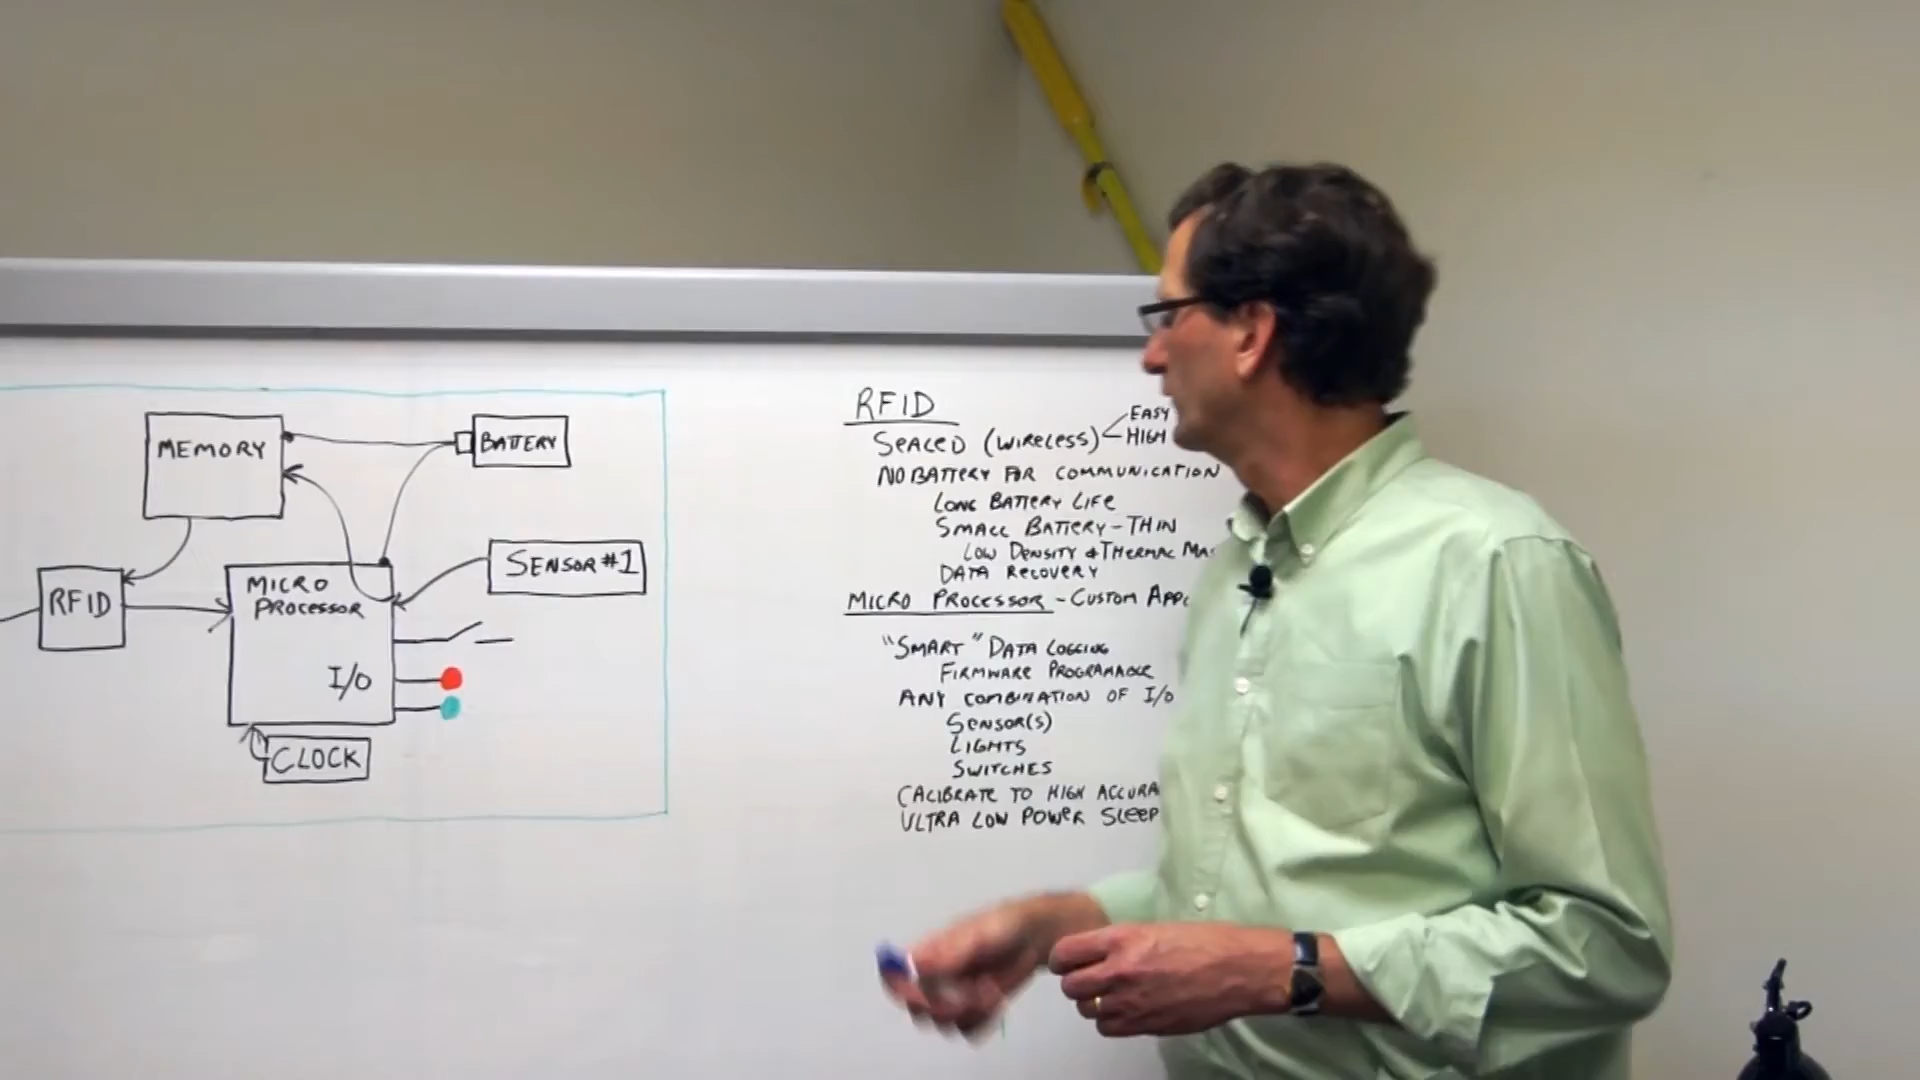 MEMORY
BATTERY
SENSOR #1
RFID
MICRO
PROCESSOR
I/O
CLOCK
RFID
SEALED (WIRELESS)
EASY
HIGH
NO BATTERY FOR COMMUNICATION
LONG BATTERY LIFE
SMALL BATTERY - THIN
LOW DENSITY & THERMAL
DATA RECOVERY
MICRO PROCESSOR - CUSTOM
"SMART" DATA LOGGING
FIRMWARE
ANY COMBINATION OF I/O
SENSOR(S)
LIGHTS
SWITCHES
CALIBRATE TO HIGH
ULTRA LOW POWER SLEEP